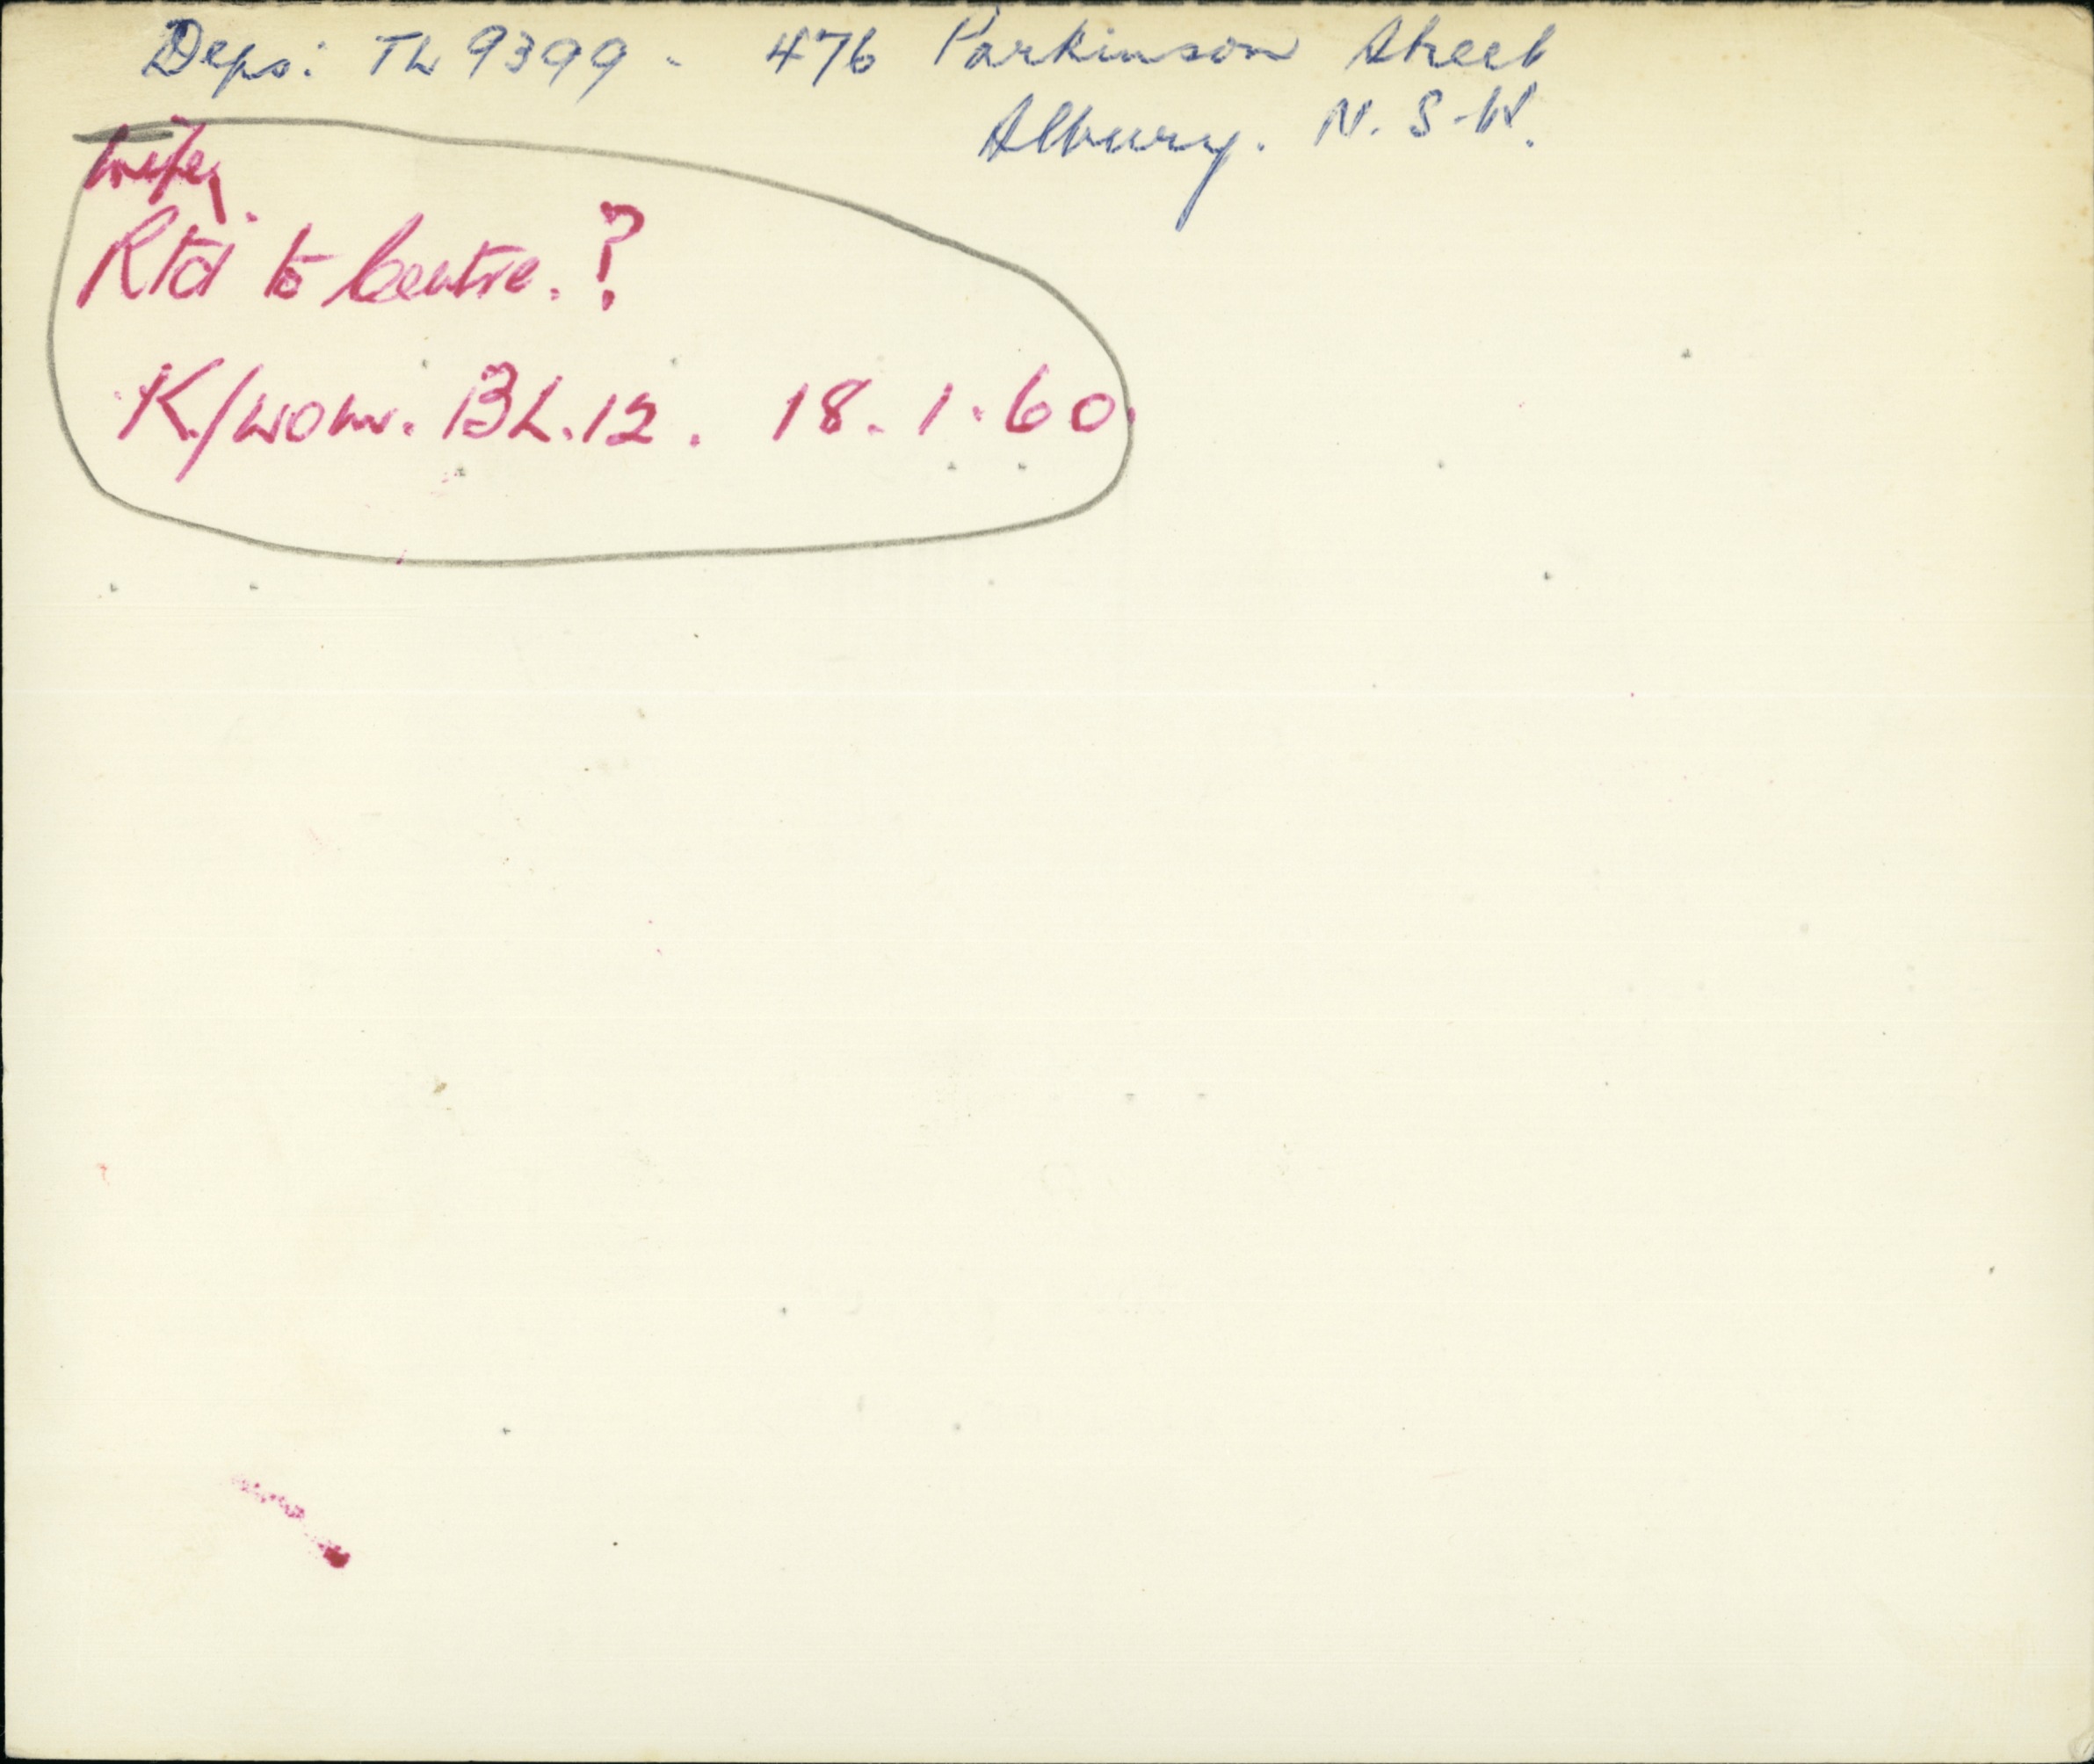 Deps: TL 9399 - 476 Parkinson Street
Albury. N.S.W.
Wife,
Rtd to Centre. ?
K/wom. BL.12. 18.1.60.